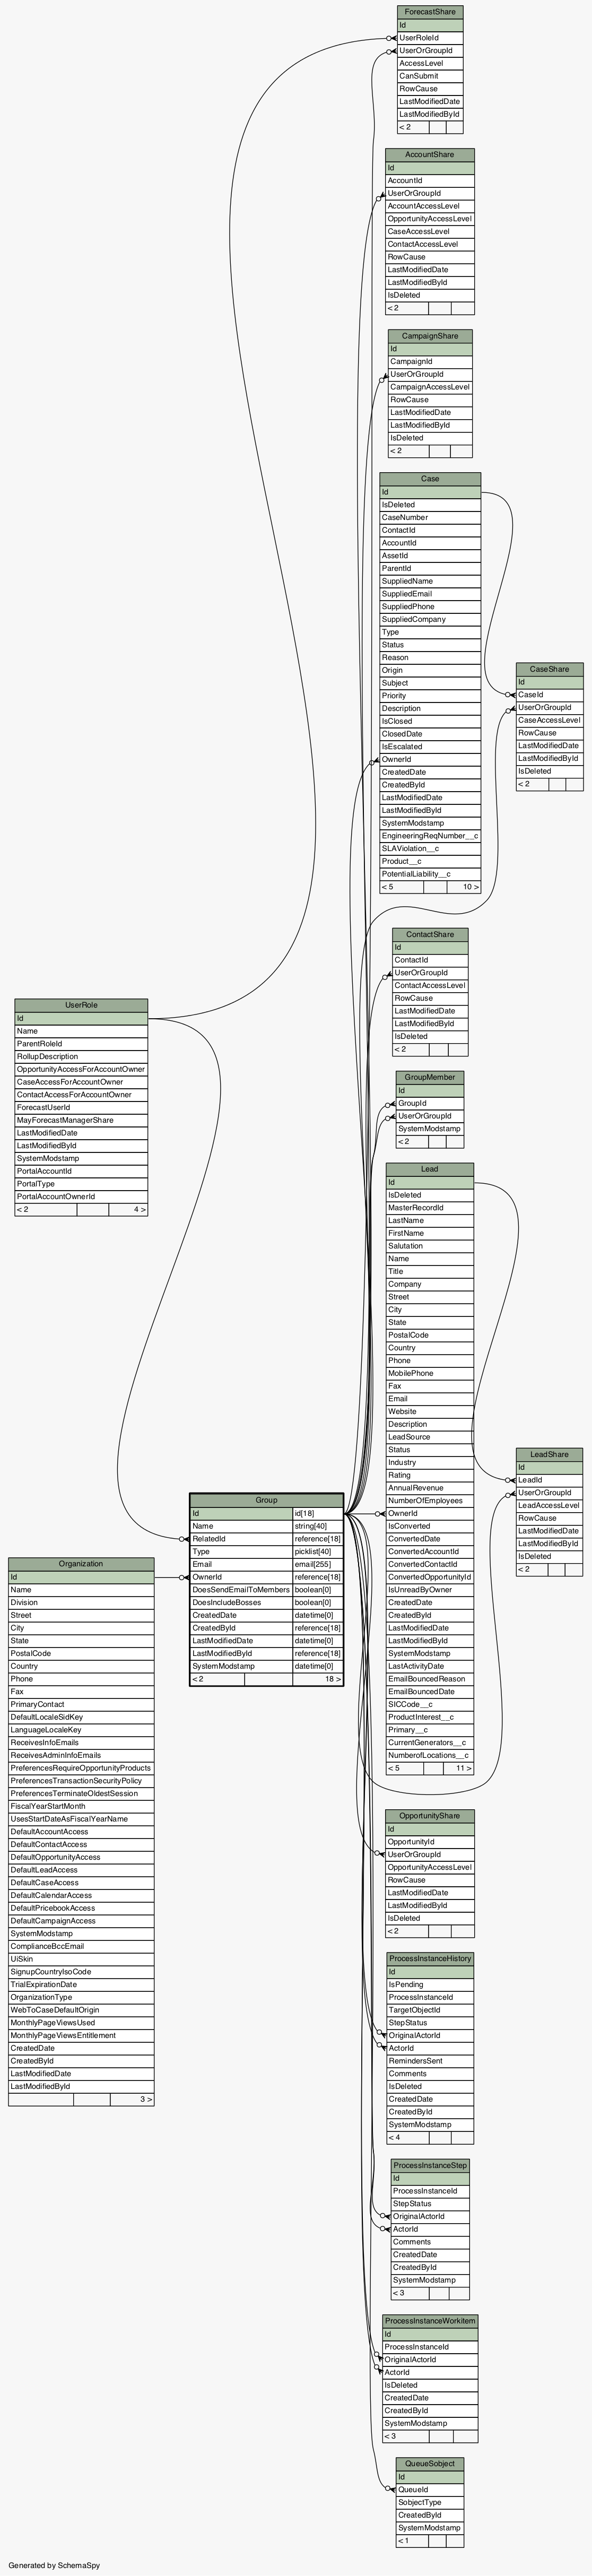 ForecastShare
Id
UserRoleId
UserOrGroupId
AccessLevel
CanSubmit
RowCause
LastModifiedDate
LastModifiedById
< 2
AccountShare
Id
AccountId
UserOrGroupId
AccountAccessLevel
OpportunityAccessLevel
CaseAccessLevel
ContactAccessLevel
RowCause
LastModifiedDate
LastModifiedById
IsDeleted
< 2
CampaignShare
Id
CampaignId
UserOrGroupId
CampaignAccessLevel
RowCause
LastModifiedDate
LastModifiedById
IsDeleted
< 2
Case
Id
IsDeleted
CaseNumber
ContactId
AccountId
AssetId
ParentId
SuppliedName
SuppliedEmail
SuppliedPhone
SuppliedCompany
Type
Status
Reason
Origin
Subject
Priority
Description
IsClosed
ClosedDate
IsEscalated
OwnerId
CreatedDate
CreatedById
LastModifiedDate
LastModifiedById
SystemModstamp
EngineeringReqNumber__c
SLAViolation__c
Product__c
PotentialLiability__c
< 5 10 >
CaseShare
Id
CaseId
UserOrGroupId
CaseAccessLevel
RowCause
LastModifiedDate
LastModifiedById
IsDeleted
< 2
ContactShare
Id
ContactId
UserOrGroupId
ContactAccessLevel
RowCause
LastModifiedDate
LastModifiedById
IsDeleted
< 2
UserRole
Id
Name
ParentRoleId
RollupDescription
OpportunityAccessForAccountOwner
CaseAccessForAccountOwner
ContactAccessForAccountOwner
ForecastUserId
MayForecastManagerShare
LastModifiedDate
LastModifiedById
SystemModstamp
PortalAccountId
PortalType
PortalAccountOwnerId
< 2 4 >
GroupMember
Id
GroupId
UserOrGroupId
SystemModstamp
< 2
Lead
Id
IsDeleted
MasterRecordId
LastName
FirstName
Salutation
Name
Title
Company
Street
City
State
PostalCode
Country
Phone
MobilePhone
Fax
Email
Website
Description
LeadSource
Status
Industry
Rating
AnnualRevenue
NumberOfEmployees
OwnerId
IsConverted
ConvertedDate
ConvertedAccountId
ConvertedContactId
ConvertedOpportunityId
IsUnreadByOwner
CreatedDate
CreatedById
LastModifiedDate
LastModifiedById
SystemModstamp
LastActivityDate
EmailBouncedReason
EmailBouncedDate
SICCode__c
ProductInterest__c
Primary__c
CurrentGenerators__c
NumberofLocations__c
< 5 11 >
LeadShare
Id
LeadId
UserOrGroupId
LeadAccessLevel
RowCause
LastModifiedDate
LastModifiedById
IsDeleted
< 2
Group
Id id[18]
Name string[40]
RelatedId reference[18]
Type picklist[40]
Email email[255]
OwnerId reference[18]
DoesSendEmailToMembers boolean[0]
DoesIncludeBosses boolean[0]
CreatedDate datetime[0]
CreatedById reference[18]
LastModifiedDate datetime[0]
LastModifiedById reference[18]
SystemModstamp datetime[0]
< 2 18 >
Organization
Id
Name
Division
Street
City
State
PostalCode
Country
Phone
Fax
PrimaryContact
DefaultLocaleSidKey
LanguageLocaleKey
ReceivesInfoEmails
ReceivesAdminInfoEmails
PreferencesRequireOpportunityProducts
PreferencesTransactionSecurityPolicy
PreferencesTerminateOldestSession
FiscalYearStartMonth
UsesStartDateAsFiscalYearName
DefaultAccountAccess
DefaultContactAccess
DefaultOpportunityAccess
DefaultLeadAccess
DefaultCaseAccess
DefaultCalendarAccess
DefaultPricebookAccess
DefaultCampaignAccess
SystemModstamp
ComplianceBccEmail
UiSkin
SignupCountryIsoCode
TrialExpirationDate
OrganizationType
WebToCaseDefaultOrigin
MonthlyPageViewsUsed
MonthlyPageViewsEntitlement
CreatedDate
CreatedById
LastModifiedDate
LastModifiedById
3 >
OpportunityShare
Id
OpportunityId
UserOrGroupId
OpportunityAccessLevel
RowCause
LastModifiedDate
LastModifiedById
IsDeleted
< 2
ProcessInstanceHistory
Id
IsPending
ProcessInstanceId
TargetObjectId
StepStatus
OriginalActorId
ActorId
RemindersSent
Comments
IsDeleted
CreatedDate
CreatedById
SystemModstamp
< 4
ProcessInstanceStep
Id
ProcessInstanceId
StepStatus
OriginalActorId
ActorId
Comments
CreatedDate
CreatedById
SystemModstamp
< 3
ProcessInstanceWorkitem
Id
ProcessInstanceId
OriginalActorId
ActorId
IsDeleted
CreatedDate
CreatedById
SystemModstamp
< 3
QueueSobject
Id
QueueId
SobjectType
CreatedById
SystemModstamp
< 1
Generated by SchemaSpy